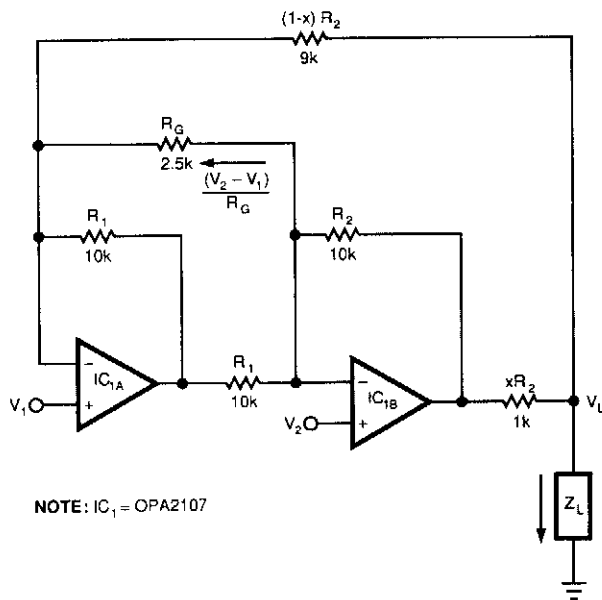 (1-x) R2
9k
RG
2.5k
(V2 – V1)
RG
R1
10k
R2
10k
IC1A
R1
10k
IC1B
xR2
1k
VL
V1
V2
ZL
NOTE: IC1 = OPA2107